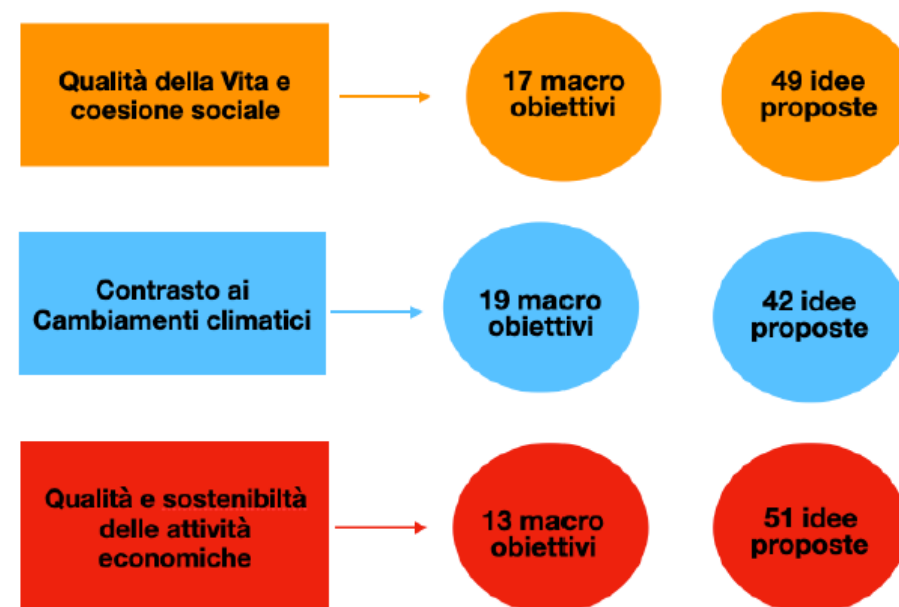 Qualità della Vita e
coesione sociale
17 macro
obiettivi
49 idee
proposte
Contrasto ai
Cambiamenti climatici
19 macro
obiettivi
42 idee
proposte
Qualità e sostenibiltà
delle attività
economiche
13 macro
obiettivi
51 idee
proposte